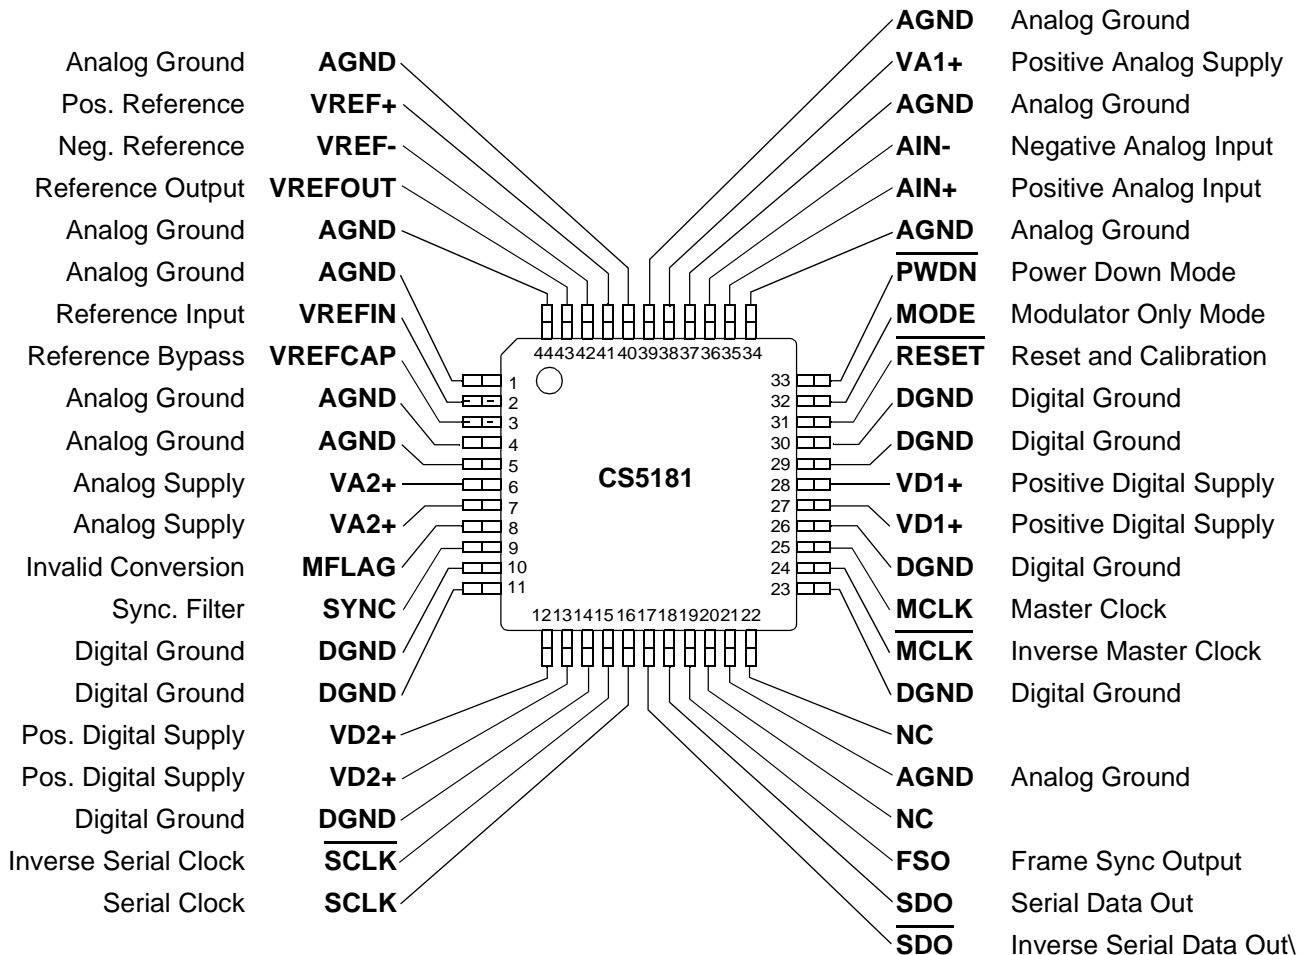 AGND Analog Ground
Analog Ground AGND VA1+ Positive Analog Supply
Pos. Reference VREF+ AGND Analog Ground
Neg. Reference VREF- AIN- Negative Analog Input
Reference Output VREFOUT AIN+ Positive Analog Input
Analog Ground AGND AGND Analog Ground
Analog Ground AGND PWDN Power Down Mode
Reference Input VREFIN MODE Modulator Only Mode
Reference Bypass VREFCAP 44 43 42 41 40 39 38 37 36 35 34 RESET Reset and Calibration
1 33
Analog Ground AGND 2 32 DGND Digital Ground
3 31
Analog Ground AGND 4 30 DGND Digital Ground
5 29
Analog Supply VA2+ 6 CS5181 28 VD1+ Positive Digital Supply
7 27
Analog Supply VA2+ 8 26 VD1+ Positive Digital Supply
9 25
Invalid Conversion MFLAG 10 24 DGND Digital Ground
11 23
Sync. Filter SYNC 12 13 14 15 16 17 18 19 20 21 22 MCLK Master Clock
Digital Ground DGND MCLK Inverse Master Clock
Digital Ground DGND DGND Digital Ground
Pos. Digital Supply VD2+ NC
Pos. Digital Supply VD2+ AGND Analog Ground
Digital Ground DGND NC
Inverse Serial Clock SCLK FSO Frame Sync Output
Serial Clock SCLK SDO Serial Data Out
SDO Inverse Serial Data Out\